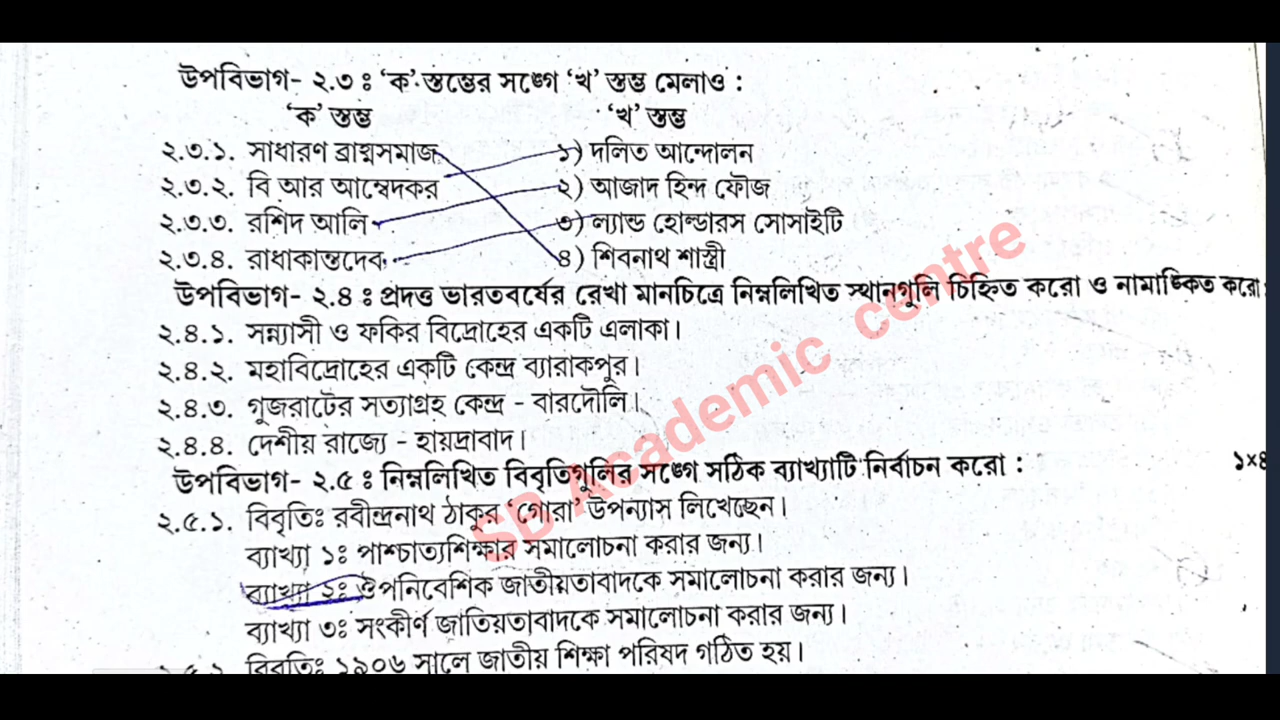 উপবিভাগ- ২.৩ ঃ 'ক' স্তম্ভের সঙ্গে 'খ' স্তম্ভ মেলাও :
'ক' স্তম্ভ 'খ' স্তম্ভ
২.৩.১. সাধারণ ব্রাহ্মসমাজ ১) দলিত আন্দোলন
২.৩.২. বি আর আম্বেদকর ২) আজাদ হিন্দ ফৌজ
২.৩.৩. রশিদ আলি ৩) ল্যান্ড হোল্ডারস সোসাইটি
২.৩.৪. রাধাকান্তদেব ৪) শিবনাথ শাস্ত্রী
উপবিভাগ- ২.৪ ঃ প্রদত্ত ভারতবর্ষের রেখা মানচিত্রে নিম্নলিখিত স্থানগুলি চিহ্নিত করো ও নামাঙ্কিত করো :
২.৪.১. সন্ন্যাসী ও ফকির বিদ্রোহের একটি এলাকা।
২.৪.২. মহাবিদ্রোহের একটি কেন্দ্র ব্যারাকপুর।
২.৪.৩. গুজরাটের সত্যাগ্রহ কেন্দ্র - বারদৌলি।
২.৪.৪. দেশীয় রাজ্যে - হায়দ্রাবাদ।
উপবিভাগ- ২.৫ ঃ নিম্নলিখিত বিবৃতিগুলির সঙ্গে সঠিক ব্যাখ্যাটি নির্বাচন করো : ১×৪
২.৫.১. বিবৃতিঃ রবীন্দ্রনাথ ঠাকুর 'গোরা' উপন্যাস লিখেছেন।
ব্যাখ্যা ১ঃ পাশ্চাত্যশিক্ষার সমালোচনা করার জন্য।
ব্যাখ্যা ২ঃ ঔপনিবেশিক জাতীয়তাবাদকে সমালোচনা করার জন্য।
ব্যাখ্যা ৩ঃ সংকীর্ণ জাতিয়তাবাদকে সমালোচনা করার জন্য।
২.৫.২. বিবৃতিঃ ১৯০৬ সালে জাতীয় শিক্ষা পরিষদ গঠিত হয়।
SB Academic centre